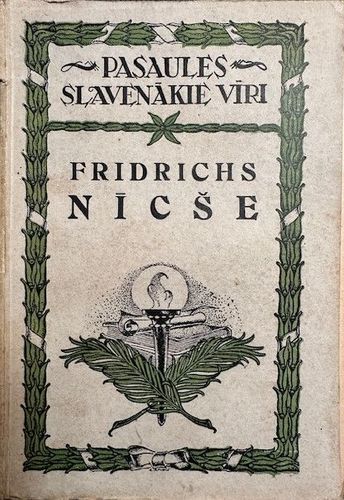 PASAULES
SLAVENĀKIE VĪRI
FRIDRICHS
NĪCŠE